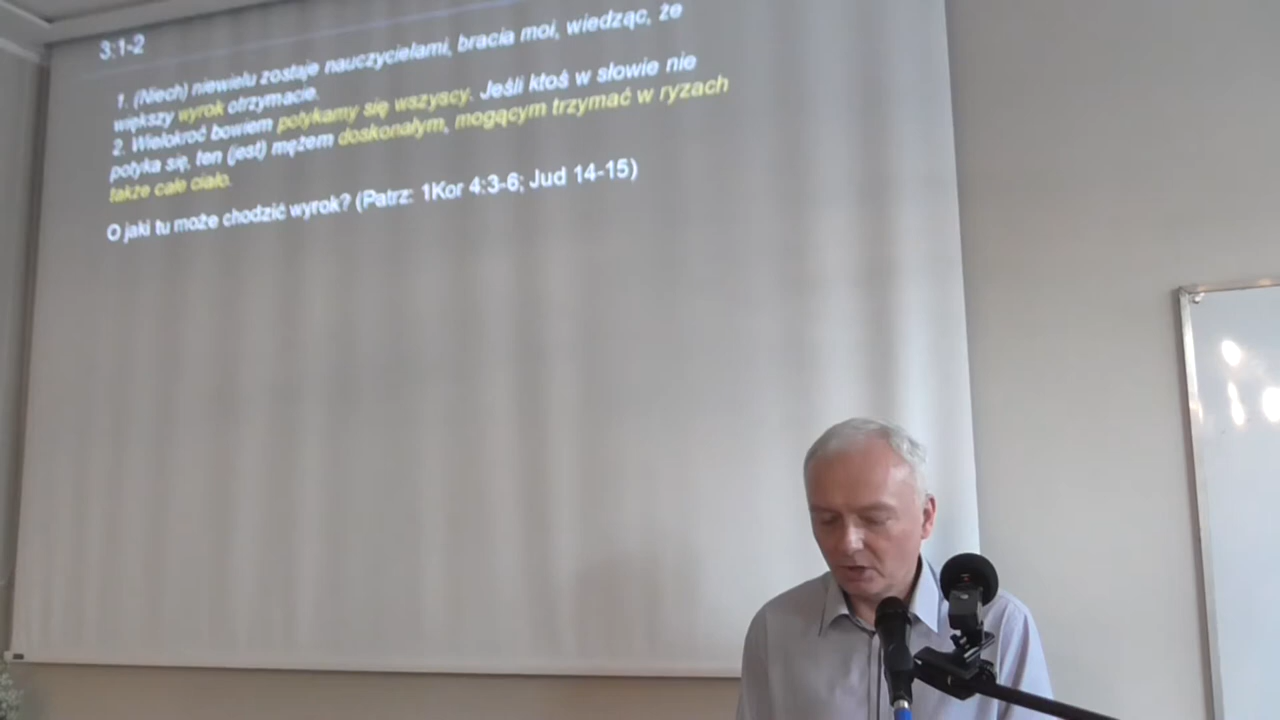 3:1-2
1. (Niech) niewielu zostaje nauczycielami, bracia moi, wiedząc, że
większy wyrok otrzymacie.
2. Wielokroć bowiem potykamy się wszyscy. Jeśli ktoś w słowie nie
potyka się, ten (jest) mężem doskonałym, mogącym trzymać w ryzach
także całe ciało.
O jaki tu może chodzić wyrok? (Patrz: 1Kor 4:3-6; Jud 14-15)